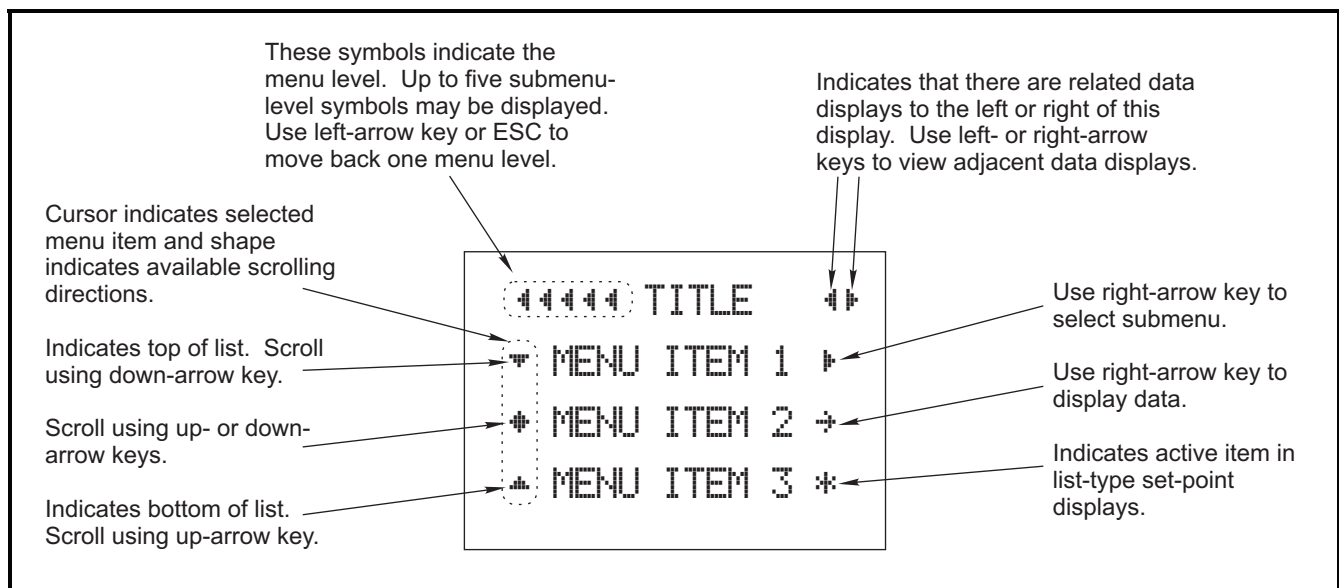 These symbols indicate the
menu level. Up to five submenu-
level symbols may be displayed.
Use left-arrow key or ESC to
move back one menu level.
Indicates that there are related data
displays to the left or right of this
display. Use left- or right-arrow
keys to view adjacent data displays.
Cursor indicates selected
menu item and shape
indicates available scrolling
directions.
Indicates top of list. Scroll
using down-arrow key.
Scroll using up- or down-
arrow keys.
Indicates bottom of list.
Scroll using up-arrow key.
TITLE
MENU ITEM 1
MENU ITEM 2
MENU ITEM 3 *
Use right-arrow key to
select submenu.
Use right-arrow key to
display data.
Indicates active item in
list-type set-point
displays.